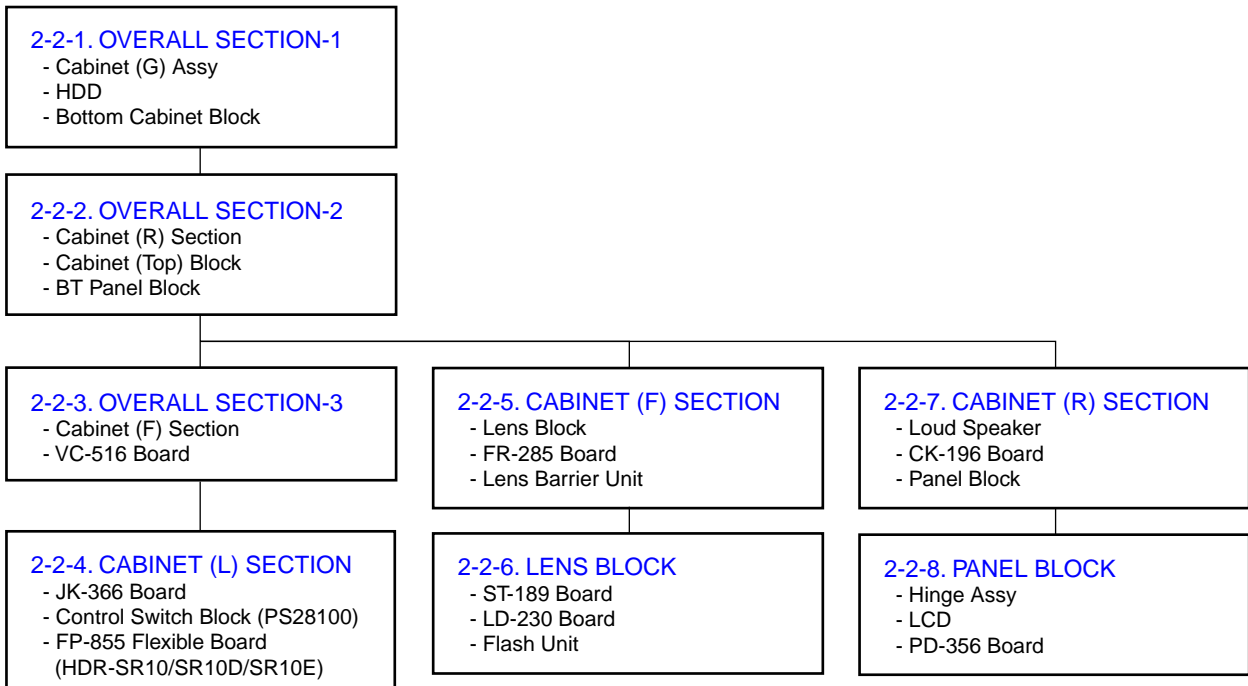 2-2-1. OVERALL SECTION-1
- Cabinet (G) Assy
- HDD
- Bottom Cabinet Block
2-2-2. OVERALL SECTION-2
- Cabinet (R) Section
- Cabinet (Top) Block
- BT Panel Block
2-2-3. OVERALL SECTION-3
- Cabinet (F) Section
- VC-516 Board
2-2-4. CABINET (L) SECTION
- JK-366 Board
- Control Switch Block (PS28100)
- FP-855 Flexible Board
(HDR-SR10/SR10D/SR10E)
2-2-5. CABINET (F) SECTION
- Lens Block
- FR-285 Board
- Lens Barrier Unit
2-2-6. LENS BLOCK
- ST-189 Board
- LD-230 Board
- Flash Unit
2-2-7. CABINET (R) SECTION
- Loud Speaker
- CK-196 Board
- Panel Block
2-2-8. PANEL BLOCK
- Hinge Assy
- LCD
- PD-356 Board